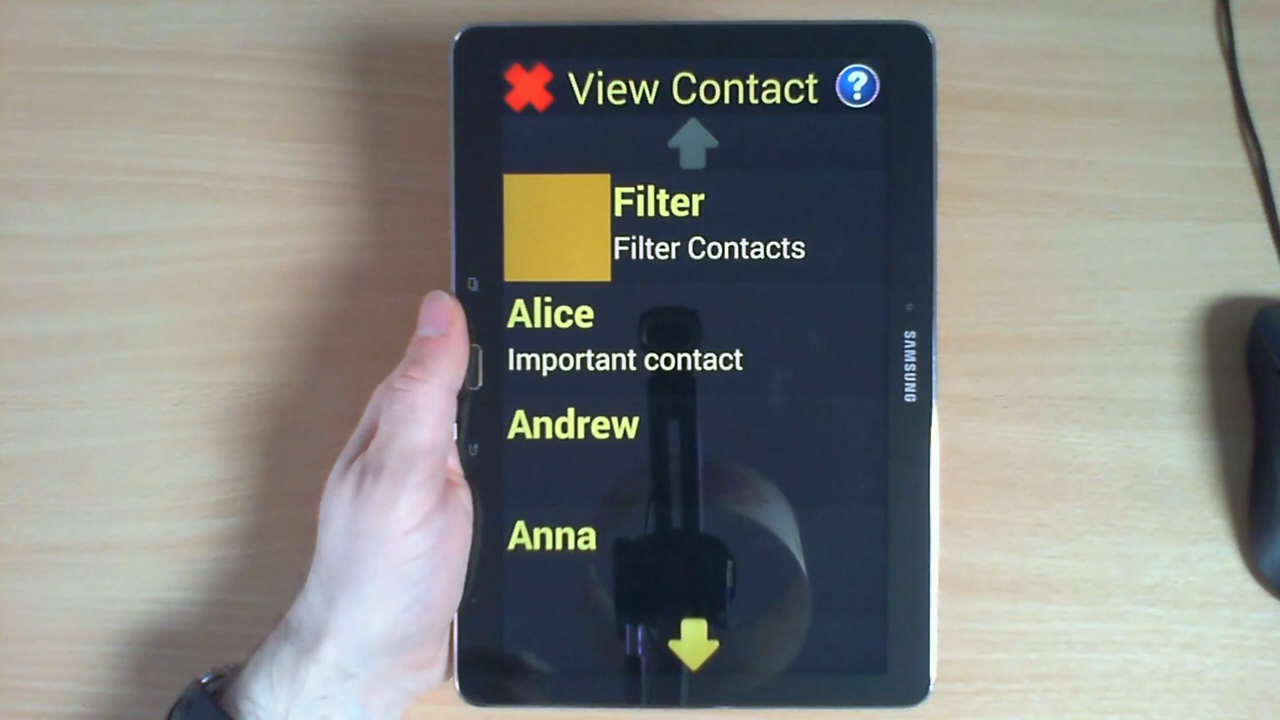 View Contact ?
Filter
Filter Contacts
Alice
Important contact
Andrew
Anna
SAMSUNG